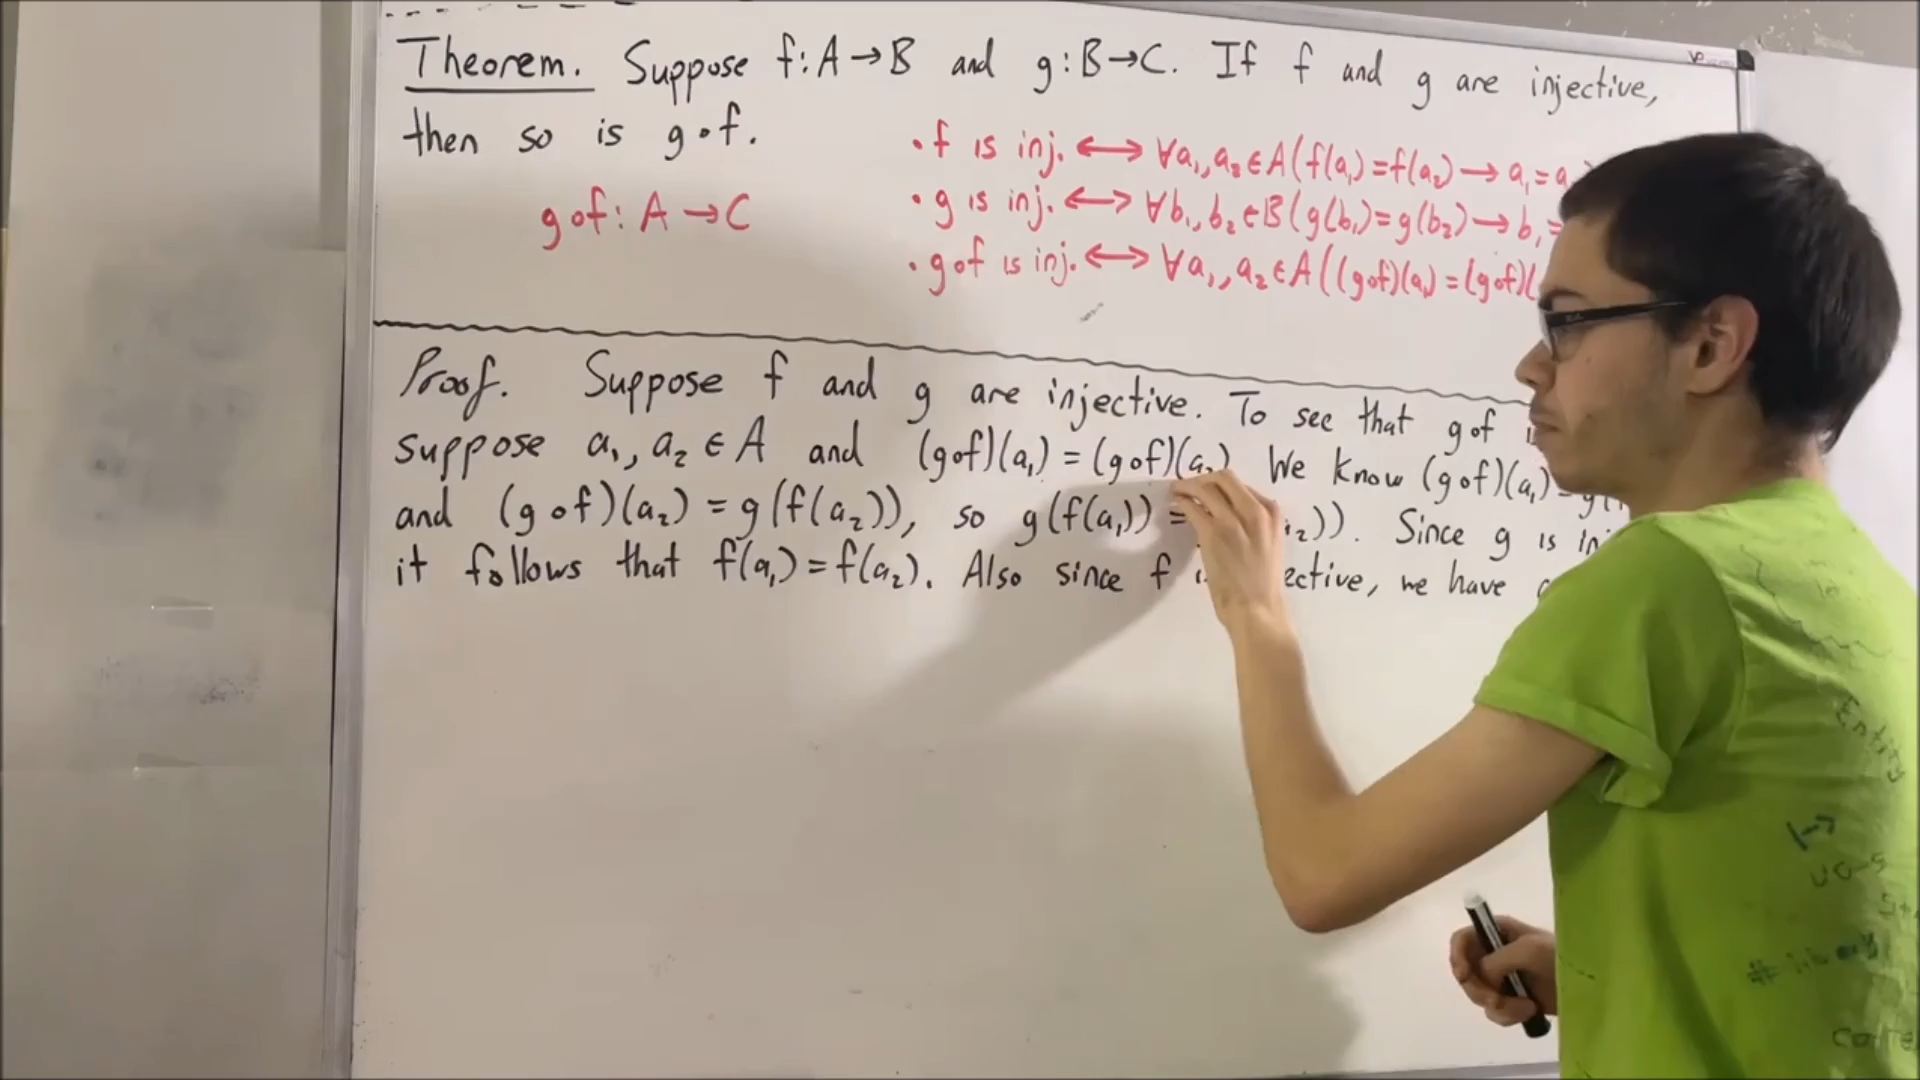 Theorem. Suppose f: A → B and g: B → C. If f and g are injective,
then so is g∘f.
g∘f: A → C
• f is inj. ⟷ ∀a₁, a₂ ∈ A (f(a₁) = f(a₂) → a₁ = a
• g is inj. ⟷ ∀b₁, b₂ ∈ B (g(b₁) = g(b₂) → b₁ =
• g∘f is inj. ⟷ ∀a₁, a₂ ∈ A ((g∘f)(a₁) = (g∘f)(
Prof. Suppose f and g are injective. To see that g∘f
suppose a₁, a₂ ∈ A and (g∘f)(a₁) = (g∘f)(a₂). We know (g∘f)(a₁) = g(
and (g∘f)(a₂) = g(f(a₂)), so g(f(a₁)) = ₂)). Since g is
it follows that f(a₁) = f(a₂). Also since f ective, we have
Entity